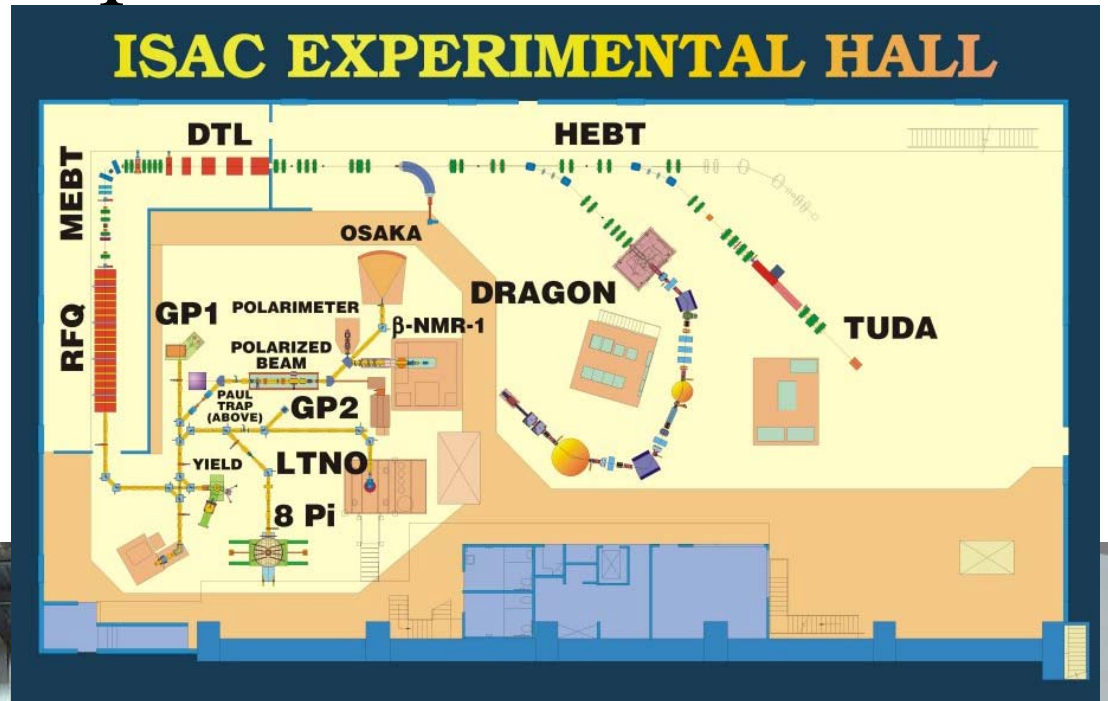 ISAC EXPERIMENTAL HALL
DTL
HEBT
MEBT
OSAKA
DRAGON
GP1
POLARIMETER
β-NMR-1
TUDA
RFQ
POLARIZED
BEAM
PAUL
TRAP
(ABOVE)
GP2
YIELD
LTNO
8 Pi